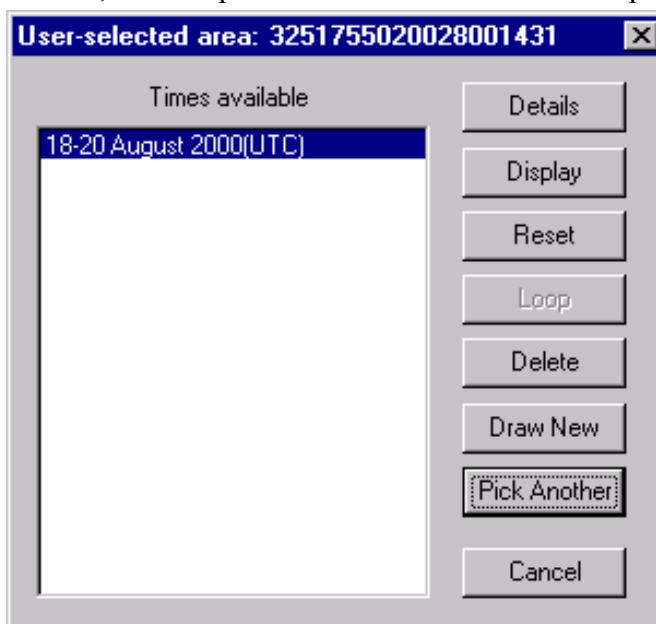 User-selected area: 3251755020028001431
Times available
18-20 August 2000(UTC)
Details
Display
Reset
Loop
Delete
Draw New
Pick Another
Cancel